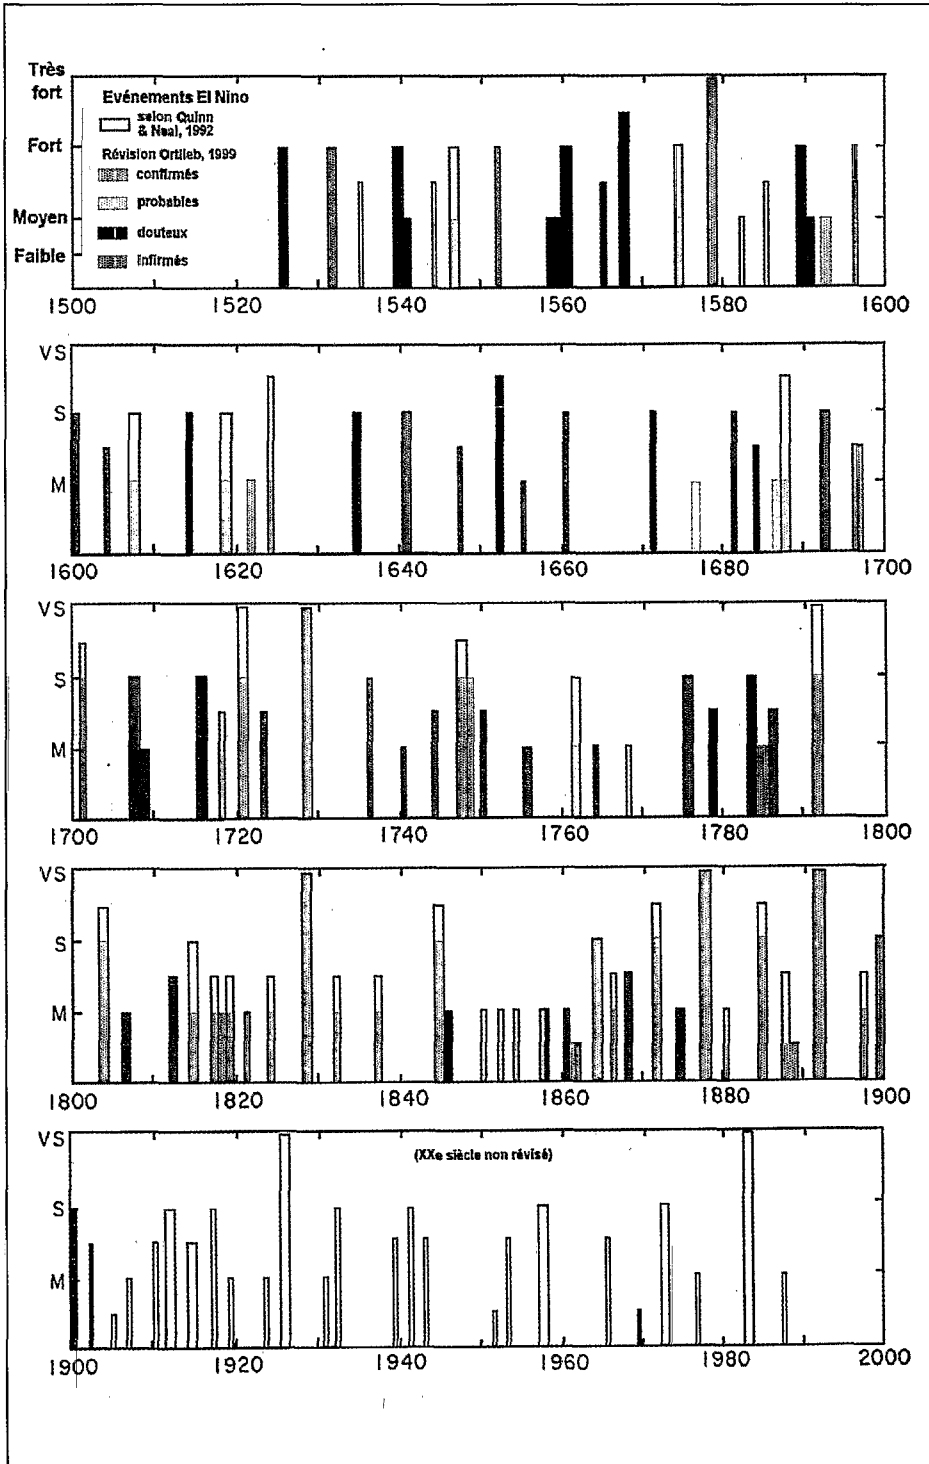 Très
fort
Fort
Moyen
Faible
Evénements El Nino
selon Quinn
& Neal, 1992
Révision Ortlieb, 1999
confirmés
probables
douteux
infirmés
1500 1520 1540 1560 1580 1600
VS
S
M
1600 1620 1640 1660 1680 1700
VS
S
M
1700 1720 1740 1760 1780 1800
VS
S
M
1800 1820 1840 1860 1880 1900
VS
(XXe siècle non révisé)
S
M
1900 1920 1940 1960 1980 2000